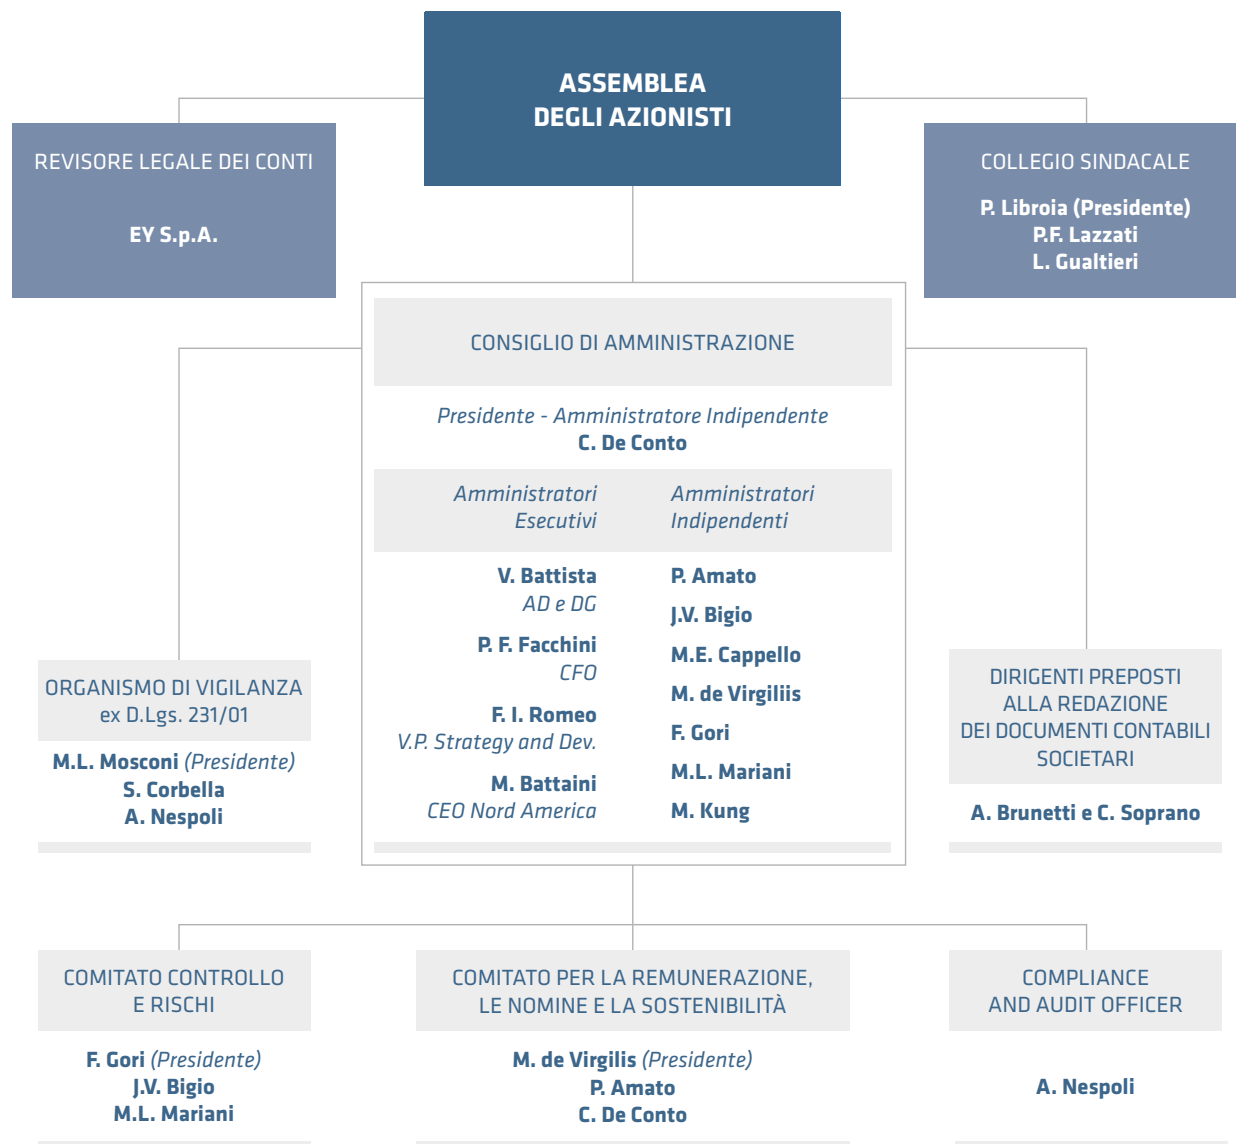 ASSEMBLEA
DEGLI AZIONISTI
REVISORE LEGALE DEI CONTI
EY S.p.A.
COLLEGIO SINDACALE
P. Libroia (Presidente)
P.F. Lazzati
L. Gualtieri
CONSIGLIO DI AMMINISTRAZIONE
Presidente - Amministratore Indipendente
C. De Conto
Amministratori
Esecutivi
V. Battista
AD e DG
P. F. Facchini
CFO
F. I. Romeo
V.P. Strategy and Dev.
M. Battaini
CEO Nord America
Amministratori
Indipendenti
P. Amato
J.V. Bigio
M.E. Cappello
M. de Virgiliis
F. Gori
M.L. Mariani
M. Kung
ORGANISMO DI VIGILANZA
ex D.Lgs. 231/01
M.L. Mosconi (Presidente)
S. Corbella
A. Nespoli
DIRIGENTI PREPOSTI
ALLA REDAZIONE
DEI DOCUMENTI CONTABILI
SOCIETARI
A. Brunetti e C. Soprano
COMITATO CONTROLLO
E RISCHI
F. Gori (Presidente)
J.V. Bigio
M.L. Mariani
COMITATO PER LA REMUNERAZIONE,
LE NOMINE E LA SOSTENIBILITÀ
M. de Virgilis (Presidente)
P. Amato
C. De Conto
COMPLIANCE
AND AUDIT OFFICER
A. Nespoli